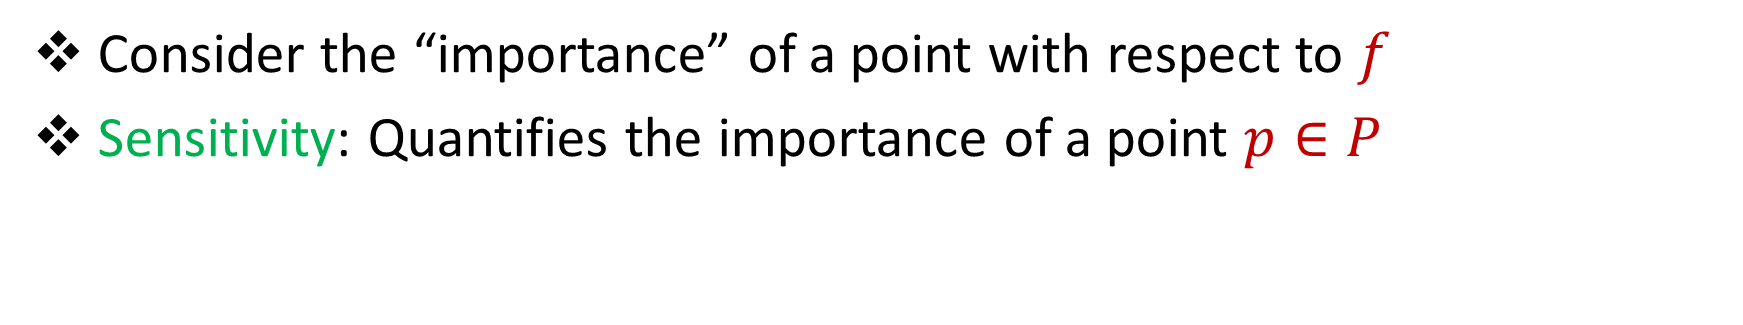 ❖ Consider the “importance” of a point with respect to 𝑓
❖ Sensitivity: Quantifies the importance of a point 𝑝 ∈ 𝑃